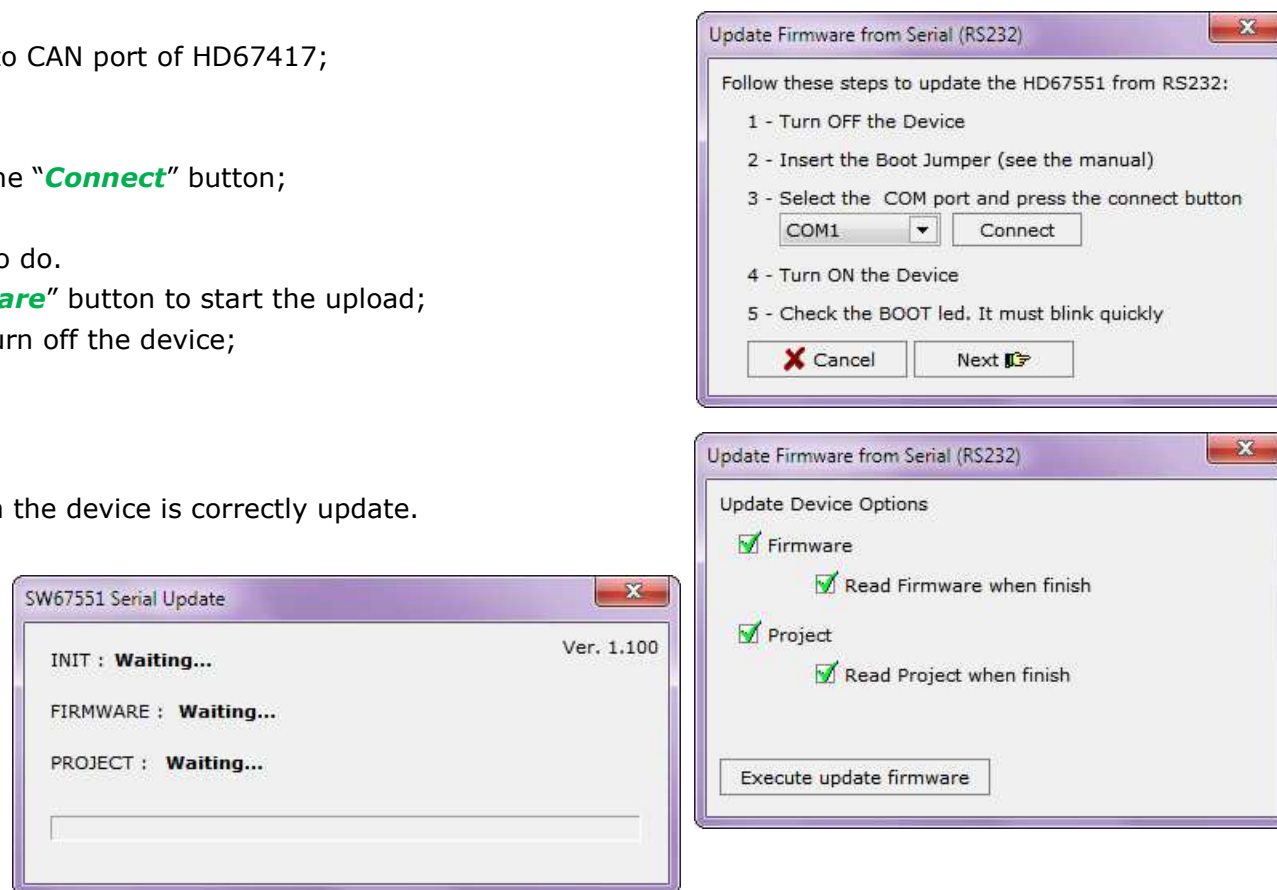 to CAN port of HD67417;
he “Connect” button;
o do.
are” button to start the upload;
urn off the device;
the device is correctly update.
Update Firmware from Serial (RS232)
Follow these steps to update the HD67551 from RS232:
1 - Turn OFF the Device
2 - Insert the Boot Jumper (see the manual)
3 - Select the COM port and press the connect button
COM1 Connect
4 - Turn ON the Device
5 - Check the BOOT led. It must blink quickly
Cancel Next
Update Firmware from Serial (RS232)
Update Device Options
Firmware
Read Firmware when finish
Project
Read Project when finish
Execute update firmware
SW67551 Serial Update
Ver. 1.100
INIT : Waiting...
FIRMWARE : Waiting...
PROJECT : Waiting...